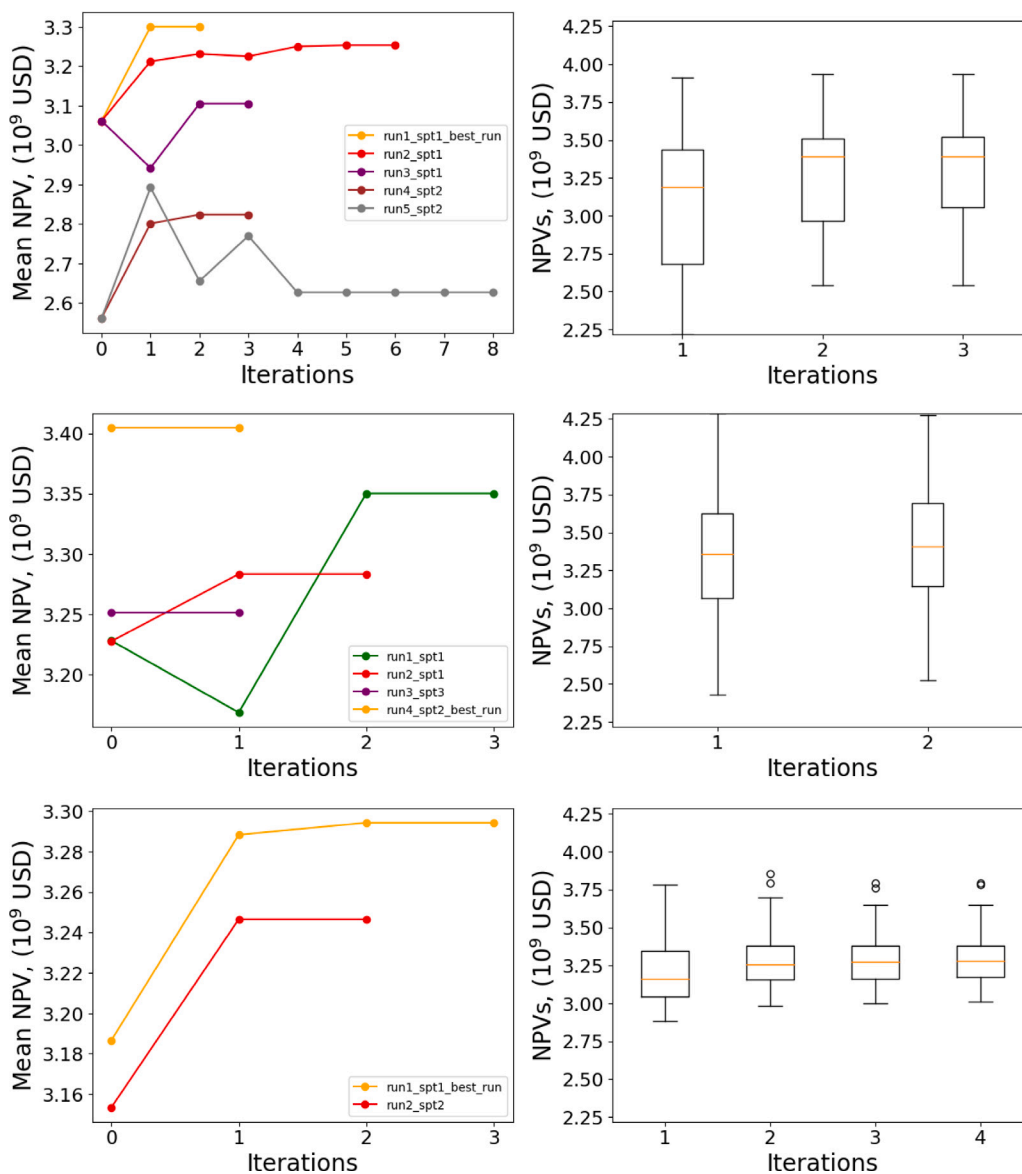 3.3
3.2
3.1
3.0
2.9
2.8
2.7
2.6
Mean NPV, (10⁹ USD)
run1_spt1_best_run
run2_spt1
run3_spt1
run4_spt2
run5_spt2
0 1 2 3 4 5 6 7 8
Iterations
4.25
4.00
3.75
3.50
3.25
3.00
2.75
2.50
2.25
NPVs, (10⁹ USD)
1 2 3
Iterations
3.40
3.35
3.30
3.25
3.20
Mean NPV, (10⁹ USD)
run1_spt1
run2_spt1
run3_spt3
run4_spt2_best_run
0 1 2 3
Iterations
4.25
4.00
3.75
3.50
3.25
3.00
2.75
2.50
2.25
NPVs, (10⁹ USD)
1 2
Iterations
3.30
3.28
3.26
3.24
3.22
3.20
3.18
3.16
Mean NPV, (10⁹ USD)
run1_spt1_best_run
run2_spt2
0 1 2 3
Iterations
4.25
4.00
3.75
3.50
3.25
3.00
2.75
2.50
2.25
NPVs, (10⁹ USD)
1 2 3 4
Iterations